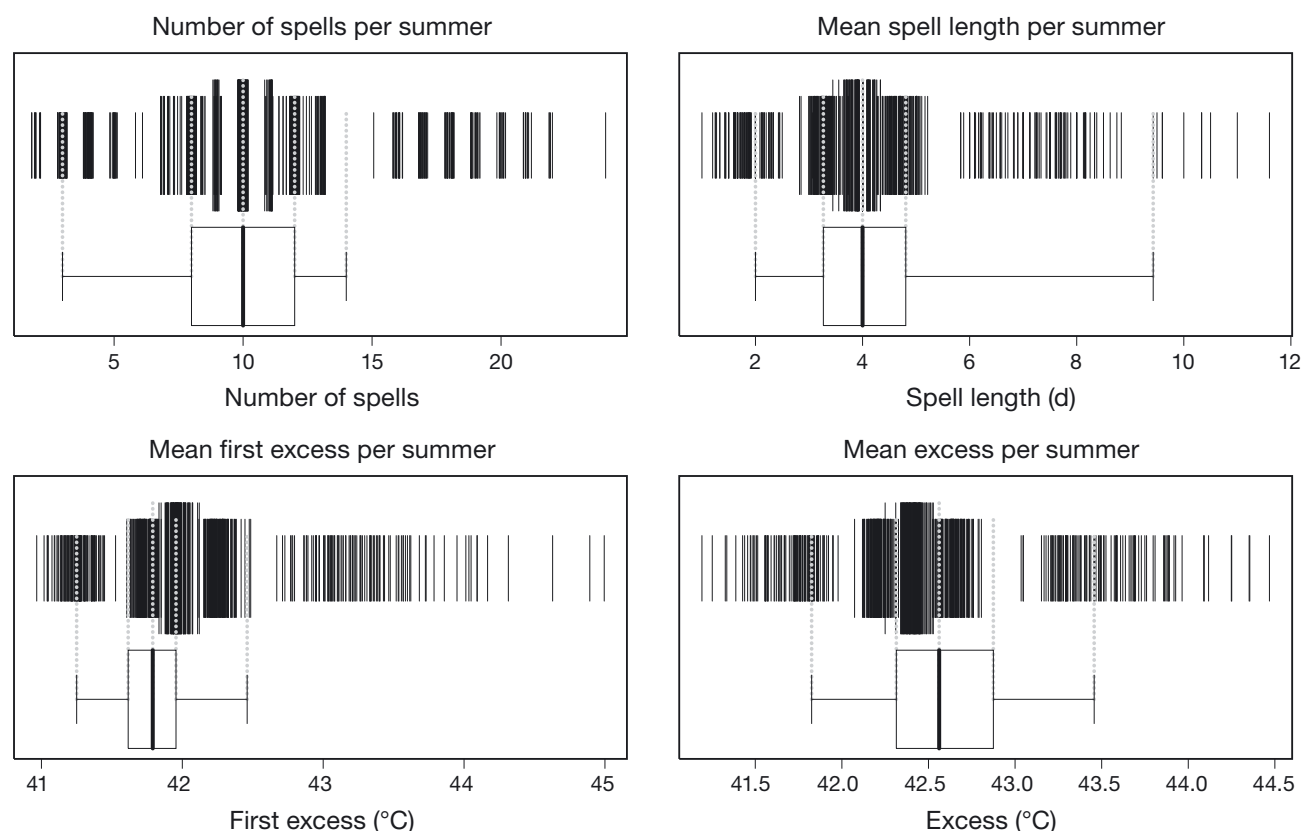 Number of spells per summer
Mean spell length per summer
5 10 15 20
2 4 6 8 10 12
Number of spells
Spell length (d)
Mean first excess per summer
Mean excess per summer
41 42 43 44 45
41.5 42.0 42.5 43.0 43.5 44.0 44.5
First excess (°C)
Excess (°C)